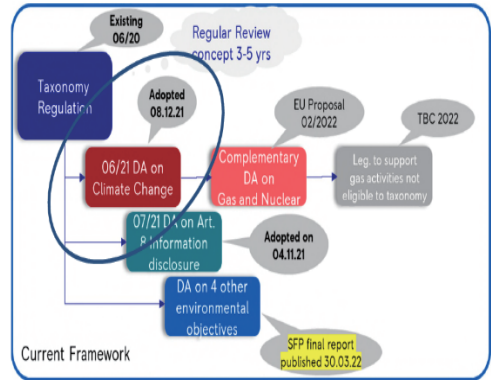 Existing
06/20
Regular Review
concept 3-5 yrs
Taxonomy
Regulation
Adopted
08.12.21
EU Proposal
02/2022
TBC 2022
06/21 DA on
Climate Change
Complementary
DA on
Gas and Nuclear
Leg. to support
gas activities not
eligible to taxonomy
07/21 DA on Art.
8 Information
disclosure
Adopted on
04.11.21
DA on 4 other
environmental
objectives
SFP final report
published 30.03.22
Current Framework